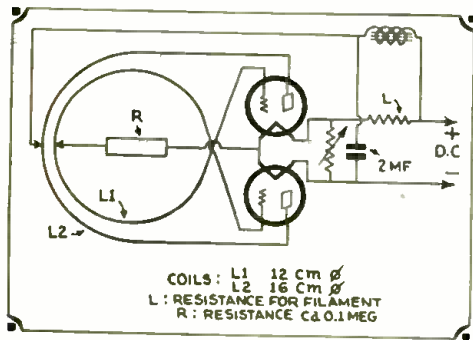 R
L
+
D.C
−
2 MF
L1
L2
COILS: L1 12 Cm Ø
L2 16 Cm Ø
L : RESISTANCE FOR FILAMENT
R : RESISTANCE Cd 0.1 MEG